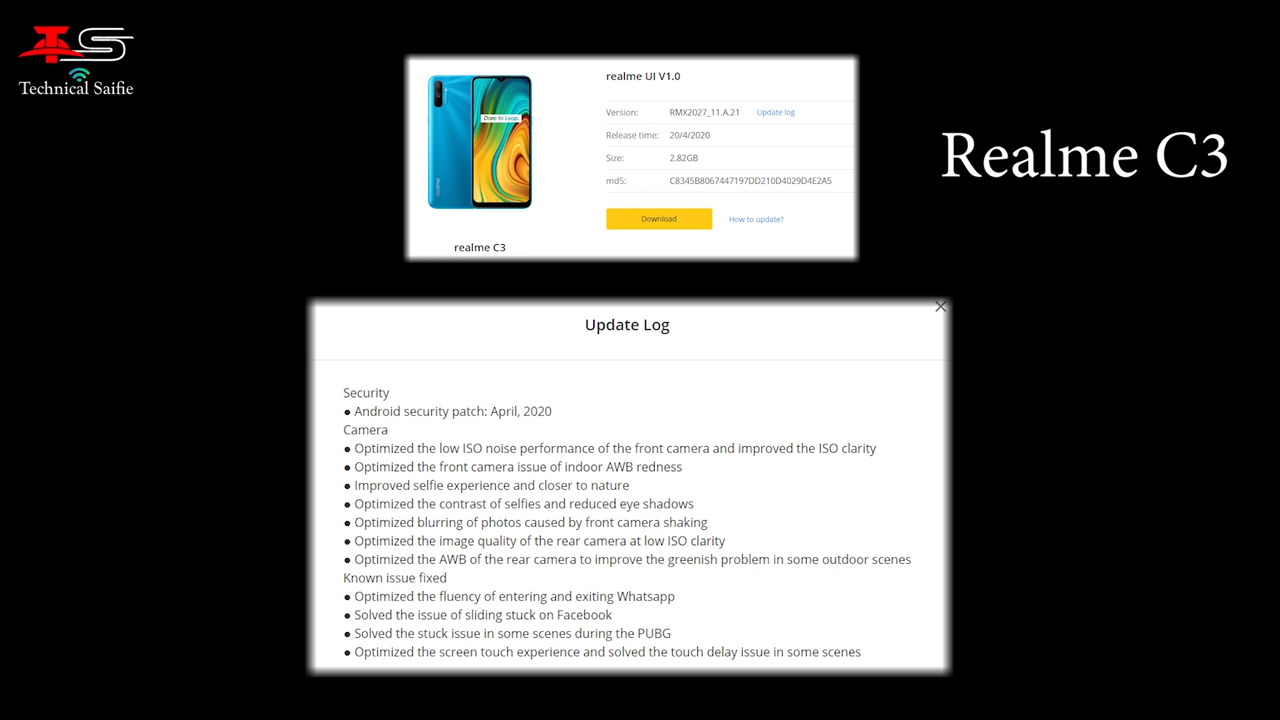 TS
Technical Saifie
realme UI V1.0
Version: RMX2027_11.A.21 Update log
Release time: 20/4/2020
Size: 2.82GB
md5: C8345B8067447197DD210D4029D4E2A5
Download How to update?
Dare to Leap.
realme
realme C3
Realme C3
Update Log
Security
● Android security patch: April, 2020
Camera
● Optimized the low ISO noise performance of the front camera and improved the ISO clarity
● Optimized the front camera issue of indoor AWB redness
● Improved selfie experience and closer to nature
● Optimized the contrast of selfies and reduced eye shadows
● Optimized blurring of photos caused by front camera shaking
● Optimized the image quality of the rear camera at low ISO clarity
● Optimized the AWB of the rear camera to improve the greenish problem in some outdoor scenes
Known issue fixed
● Optimized the fluency of entering and exiting Whatsapp
● Solved the issue of sliding stuck on Facebook
● Solved the stuck issue in some scenes during the PUBG
● Optimized the screen touch experience and solved the touch delay issue in some scenes